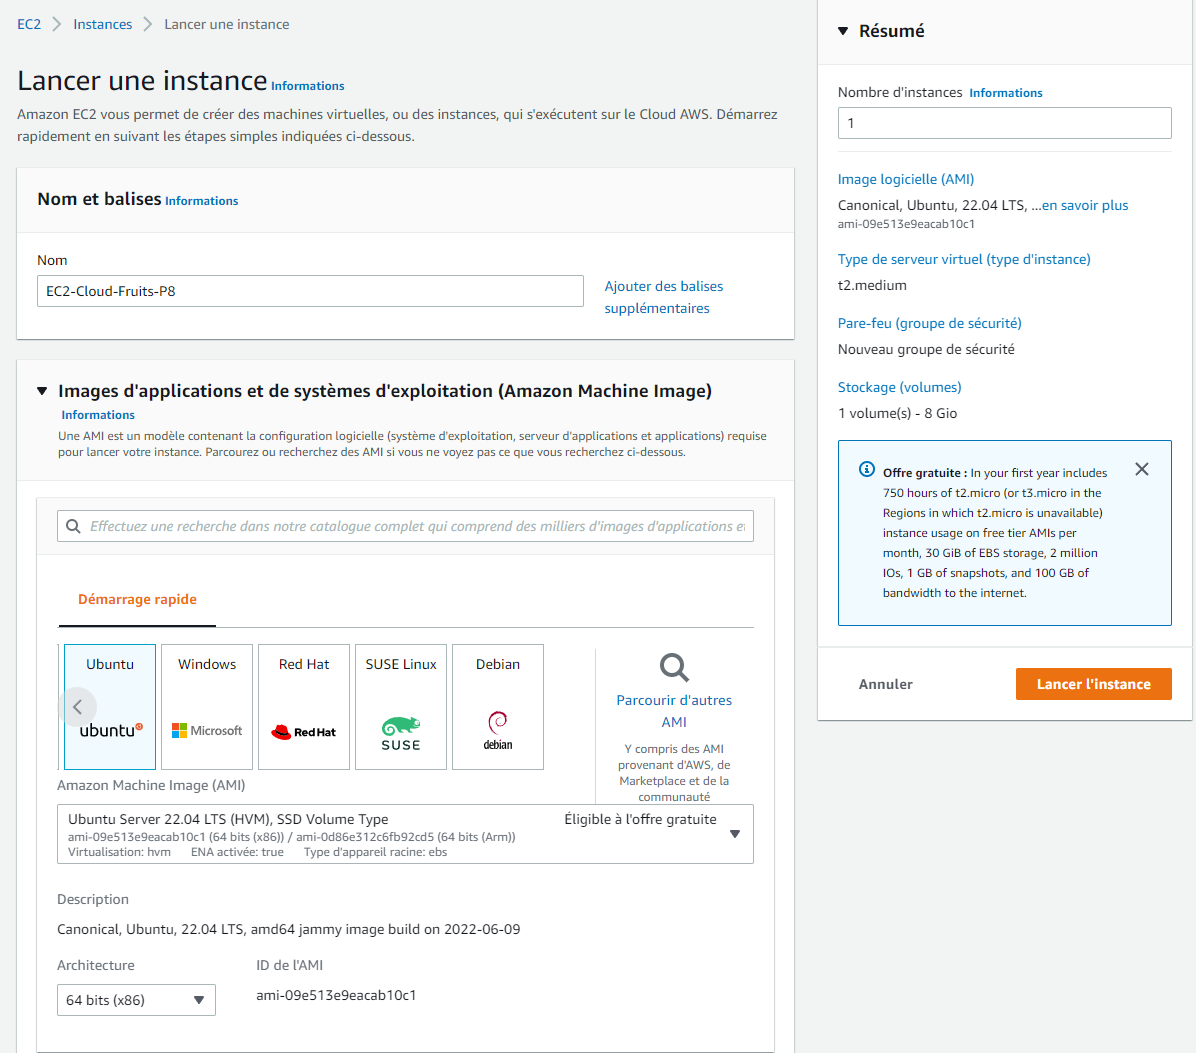 EC2 > Instances > Lancer une instance
Lancer une instance Informations
Amazon EC2 vous permet de créer des machines virtuelles, ou des instances, qui s'exécutent sur le Cloud AWS. Démarrez
rapidement en suivant les étapes simples indiquées ci-dessous.
Nom et balises Informations
Nom
EC2-Cloud-Fruits-P8
Ajouter des balises
supplémentaires
Images d'applications et de systèmes d'exploitation (Amazon Machine Image)
Informations
Une AMI est un modèle contenant la configuration logicielle (système d'exploitation, serveur d'applications et applications) requise
pour lancer votre instance. Parcourez ou recherchez des AMI si vous ne voyez pas ce que vous recherchez ci-dessous.
Effectuez une recherche dans notre catalogue complet qui comprend des milliers d'images d'applications et
Démarrage rapide
Ubuntu
ubuntu
Windows
Microsoft
Red Hat
Red Hat
SUSE Linux
SUSE
Debian
debian
Parcourir d'autres
AMI
Y compris des AMI
provenant d'AWS, de
Marketplace et de la
communauté
Amazon Machine Image (AMI)
Ubuntu Server 22.04 LTS (HVM), SSD Volume Type
Éligible à l'offre gratuite
ami-09e513e9eacab10c1 (64 bits (x86)) / ami-0d86e312c6fb92cd5 (64 bits (Arm))
Virtualisation: hvm ENA activée: true Type d'appareil racine: ebs
Description
Canonical, Ubuntu, 22.04 LTS, amd64 jammy image build on 2022-06-09
Architecture
64 bits (x86)
ID de l'AMI
ami-09e513e9eacab10c1
Résumé
Nombre d'instances Informations
1
Image logicielle (AMI)
Canonical, Ubuntu, 22.04 LTS, ...en savoir plus
ami-09e513e9eacab10c1
Type de serveur virtuel (type d'instance)
t2.medium
Pare-feu (groupe de sécurité)
Nouveau groupe de sécurité
Stockage (volumes)
1 volume(s) - 8 Gio
Offre gratuite : In your first year includes
750 hours of t2.micro (or t3.micro in the
Regions in which t2.micro is unavailable)
instance usage on free tier AMIs per
month, 30 GiB of EBS storage, 2 million
IOs, 1 GB of snapshots, and 100 GB of
bandwidth to the internet.
Annuler
Lancer l'instance